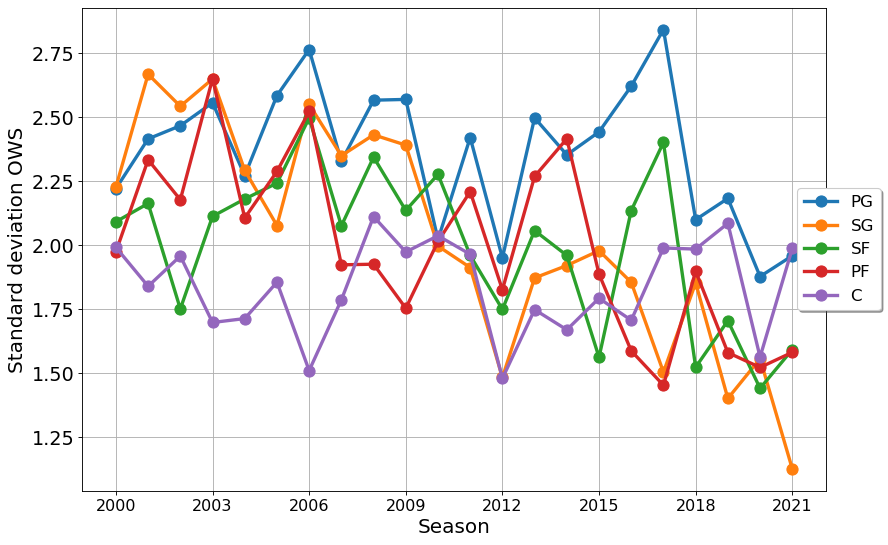 Standard deviation OWS
2.75
2.50
2.25
2.00
1.75
1.50
1.25
2000 2003 2006 2009 2012 2015 2018 2021
Season
PG
SG
SF
PF
C